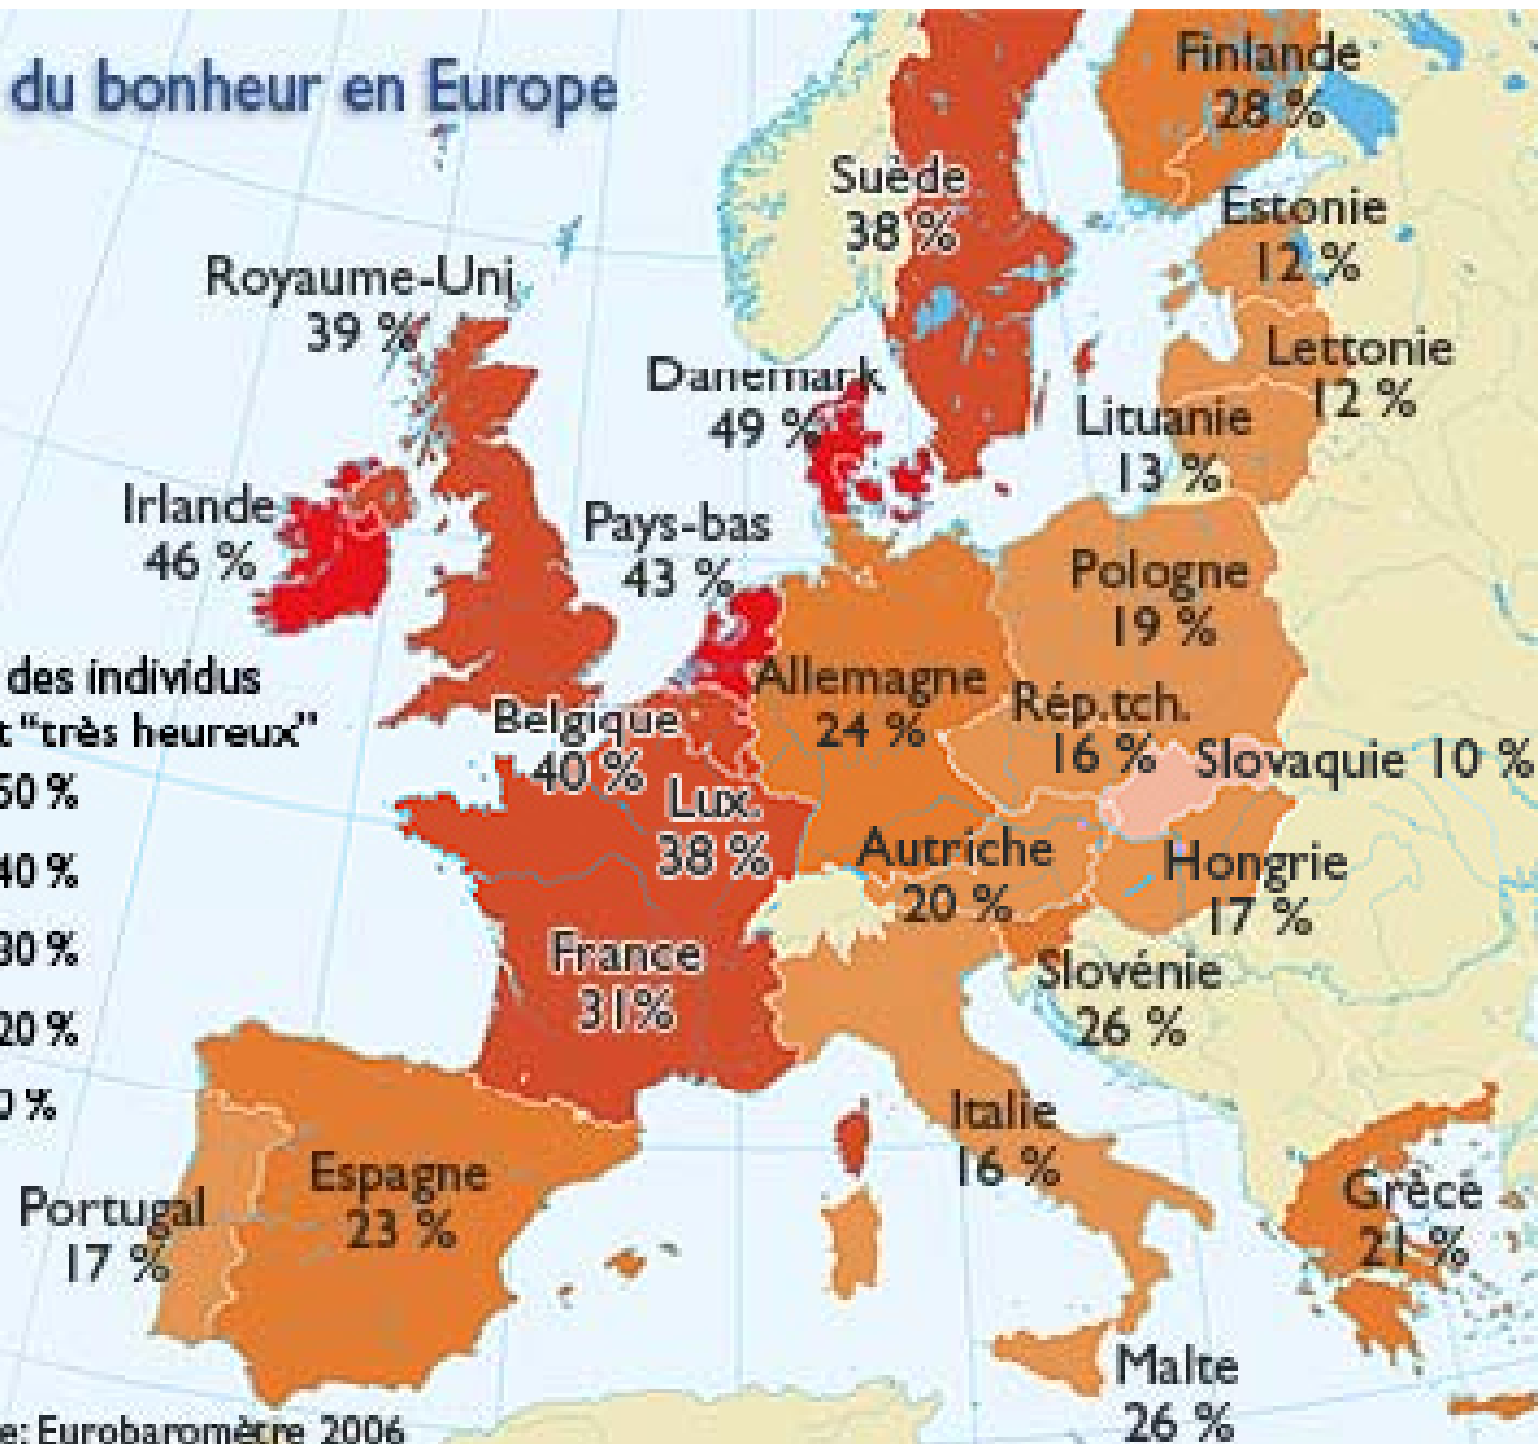 du bonheur en Europe
Finlande
28 %
Suède
38 %
Estonie
12 %
Royaume-Uni
39 %
Lettonie
12 %
Danemark
49 %
Lituanie
13 %
Irlande
46 %
Pays-bas
43 %
Pologne
19 %
des individus
"très heureux"
Allemagne
24 %
Belgique
40 %
Rép.tch.
16 %
Slovaquie 10 %
50 %
Lux.
38 %
40 %
Autriche
20 %
Hongrie
17 %
30 %
France
31%
Slovénie
26 %
20 %
0 %
Italie
16 %
Espagne
23 %
Portugal
17 %
Grèce
21 %
Malte
26 %
e: Eurobaromètre 2006